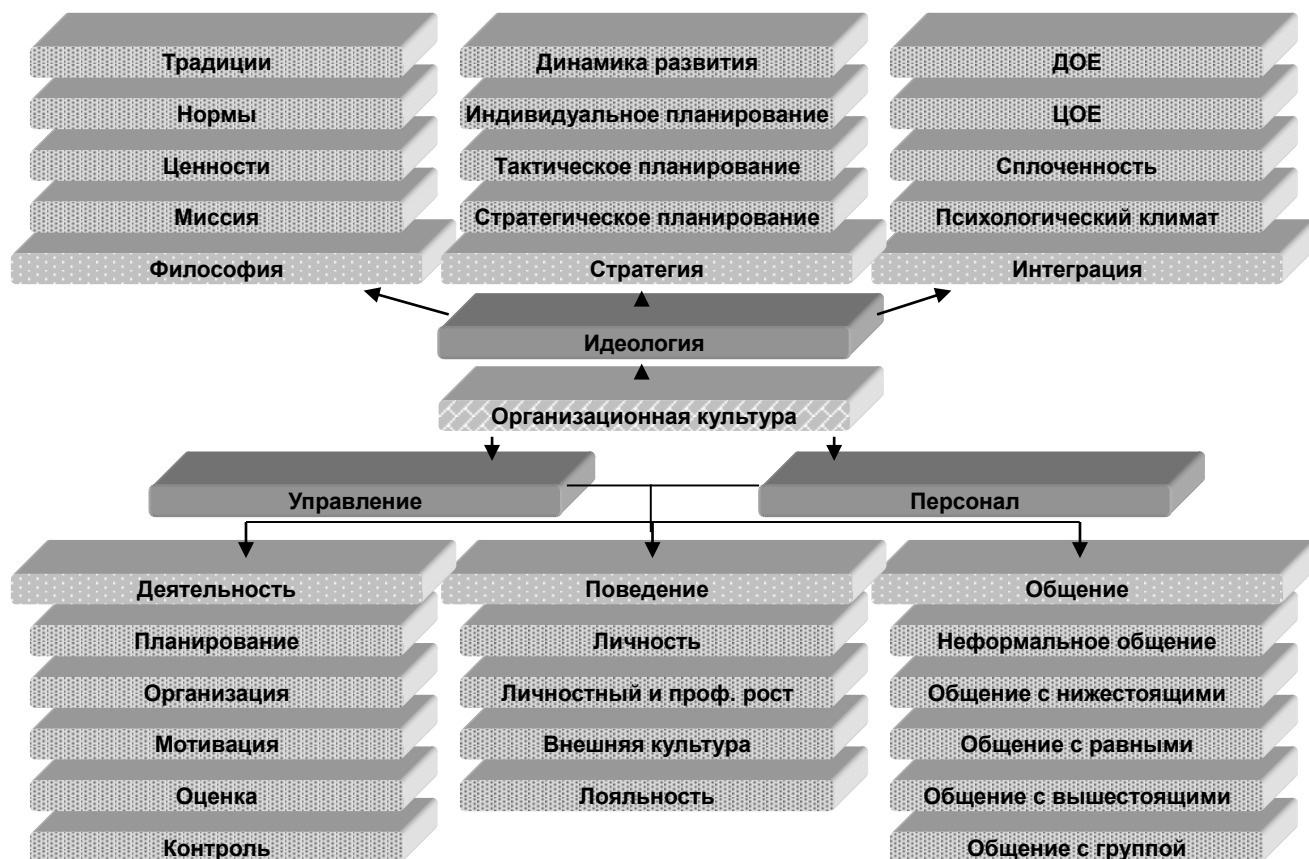 Традиции
Динамика развития
ДОЕ
Нормы
Индивидуальное планирование
ЦОЕ
Ценности
Тактическое планирование
Сплоченность
Миссия
Стратегическое планирование
Психологический климат
Философия
Стратегия
Интеграция
Идеология
Организационная культура
Управление
Персонал
Деятельность
Поведение
Общение
Планирование
Личность
Неформальное общение
Организация
Личностный и проф. рост
Общение с нижестоящими
Мотивация
Внешняя культура
Общение с равными
Оценка
Лояльность
Общение с вышестоящими
Контроль
Общение с группой